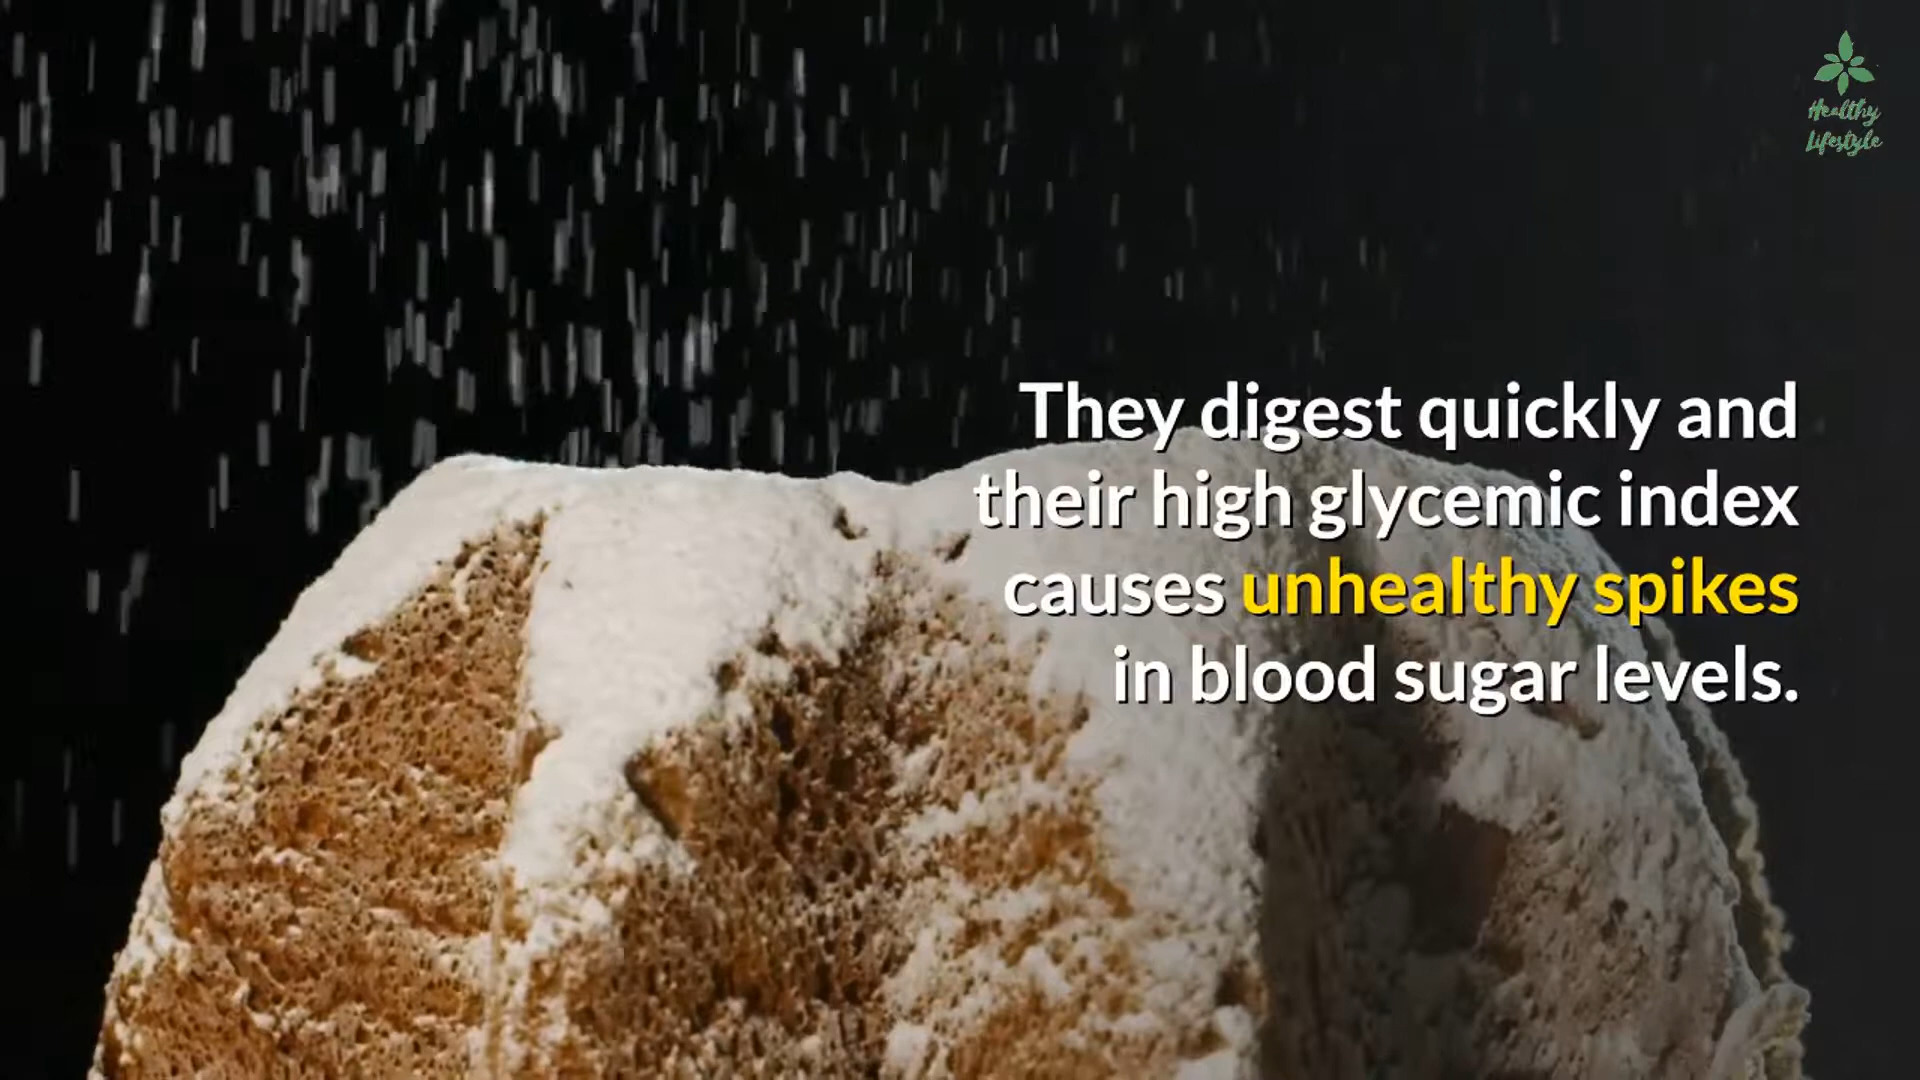 Healthy
Lifestyle
They digest quickly and
their high glycemic index
causes unhealthy spikes
in blood sugar levels.